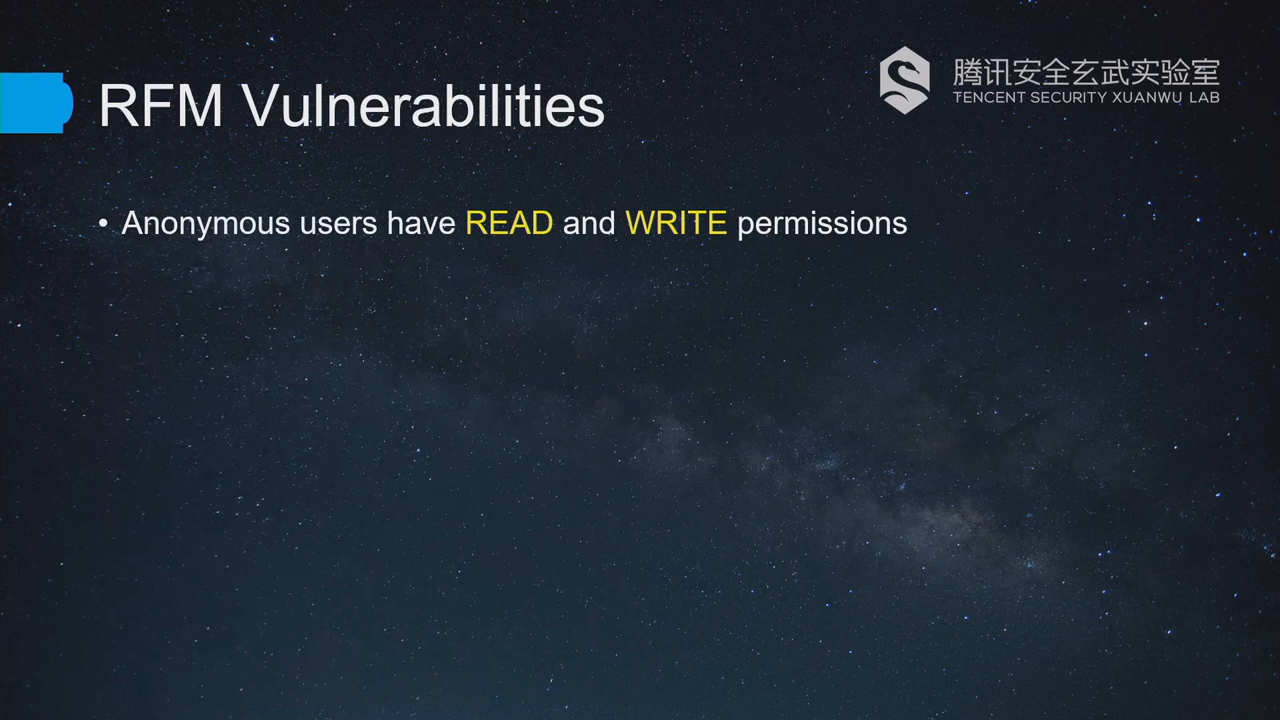 腾讯安全玄武实验室
TENCENT SECURITY XUANWU LAB
RFM Vulnerabilities
• Anonymous users have READ and WRITE permissions